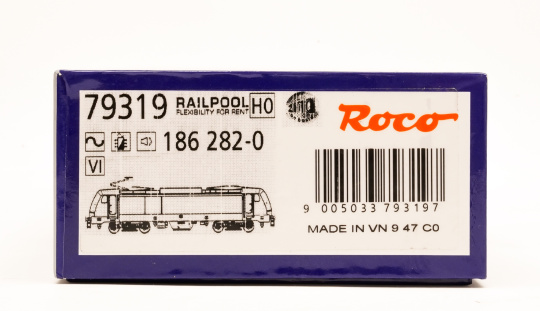 79319 RAILPOOL H0
FLEXIBILITY FOR RENT
Roco
186 282-0
VI
9 005033 793197
MADE IN VN 9 47 C0